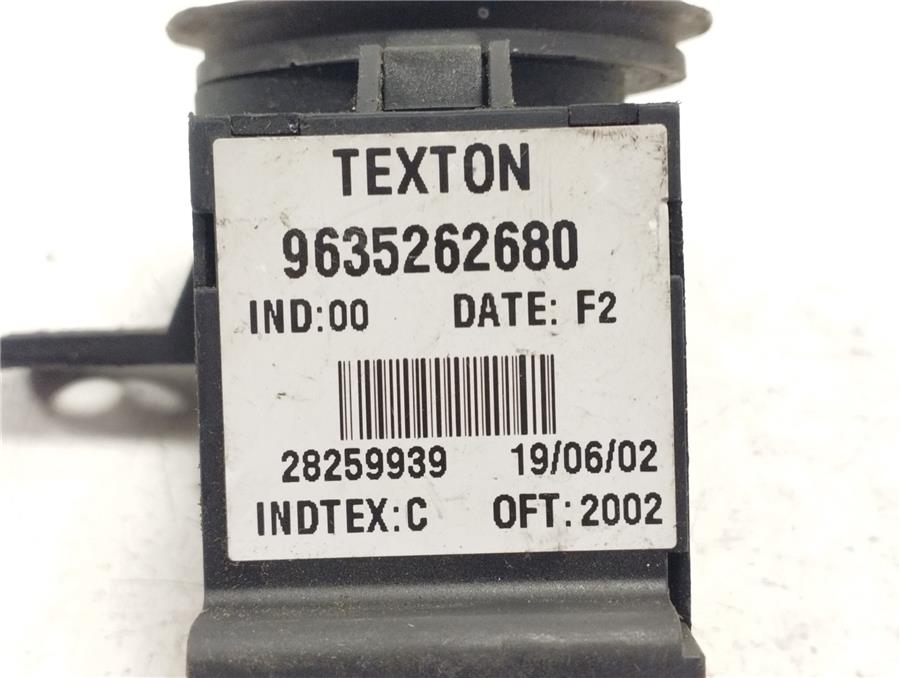 TEXTON
9635262680
IND:00 DATE: F2
28259939 19/06/02
INDTEX:C OFT:2002